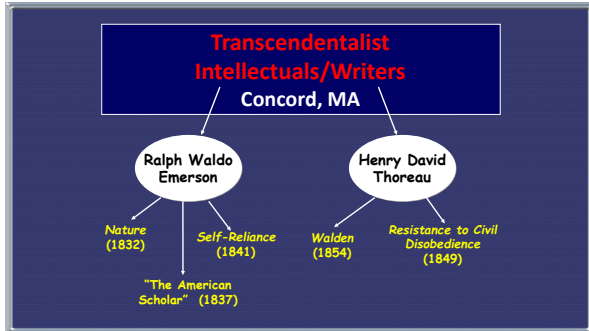 Transcendentalist
Intellectuals/Writers
Concord, MA
Ralph Waldo
Emerson
Henry David
Thoreau
Nature
(1832)
Self-Reliance
(1841)
"The American
Scholar" (1837)
Walden
(1854)
Resistance to Civil
Disobedience
(1849)